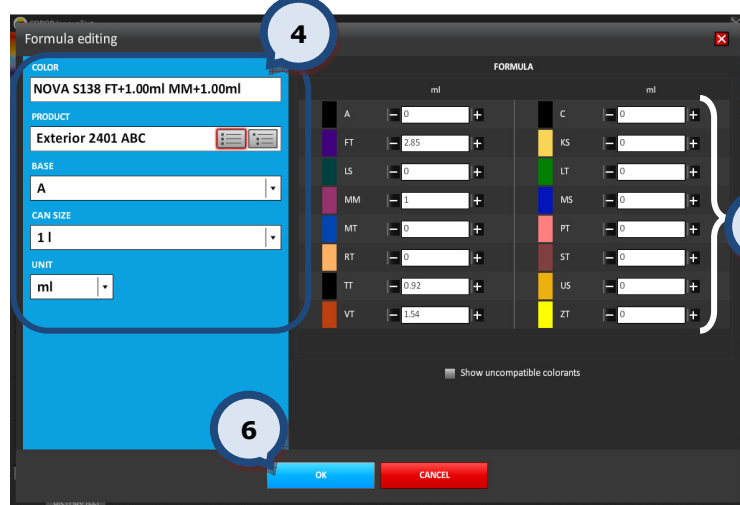 Formula editing
4
COLOR
NOVA S138 FT+1.00ml MM+1.00ml
PRODUCT
Exterior 2401 ABC
BASE
A
CAN SIZE
1 l
UNIT
ml
FORMULA
ml ml
A 0 C 0
FT 2.85 KS 0
LS 0 LT 0
MM 1 MS 0
MT 0 PT 0
RT 0 ST 0
TT 0.92 US 0
VT 1.54 ZT 0
Show uncompatible colorants
6
OK CANCEL